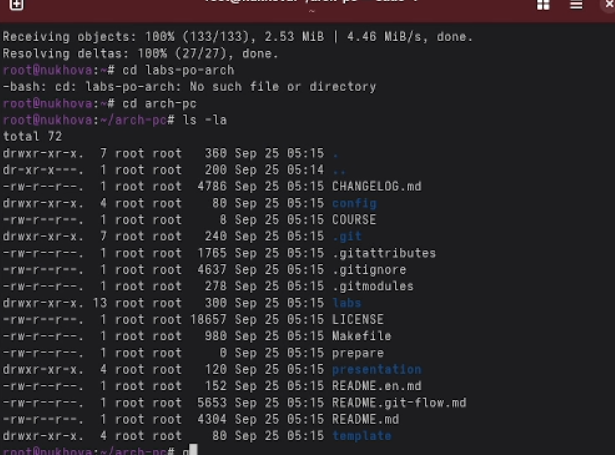 Receiving objects: 100% (133/133), 2.53 MiB | 4.46 MiB/s, done.
Resolving deltas: 100% (27/27), done.
root@nukhova:~# cd labs-po-arch
-bash: cd: labs-po-arch: No such file or directory
root@nukhova:~# cd arch-pc
root@nukhova:~/arch-pc# ls -la
total 72
drwxr-xr-x. 7 root root 360 Sep 25 05:15 .
dr-xr-x---. 1 root root 200 Sep 25 05:14 ..
-rw-r--r--. 1 root root 4786 Sep 25 05:15 CHANGELOG.md
drwxr-xr-x. 4 root root 80 Sep 25 05:15 config
-rw-r--r--. 1 root root 8 Sep 25 05:15 COURSE
drwxr-xr-x. 7 root root 240 Sep 25 05:15 .git
-rw-r--r--. 1 root root 1765 Sep 25 05:15 .gitattributes
-rw-r--r--. 1 root root 4637 Sep 25 05:15 .gitignore
-rw-r--r--. 1 root root 278 Sep 25 05:15 .gitmodules
drwxr-xr-x. 13 root root 300 Sep 25 05:15 labs
-rw-r--r--. 1 root root 18657 Sep 25 05:15 LICENSE
-rw-r--r--. 1 root root 980 Sep 25 05:15 Makefile
-rw-r--r--. 1 root root 0 Sep 25 05:15 prepare
drwxr-xr-x. 4 root root 120 Sep 25 05:15 presentation
-rw-r--r--. 1 root root 152 Sep 25 05:15 README.en.md
-rw-r--r--. 1 root root 5653 Sep 25 05:15 README.git-flow.md
-rw-r--r--. 1 root root 4304 Sep 25 05:15 README.md
drwxr-xr-x. 4 root root 80 Sep 25 05:15 template
root@nukhova:~/arch-pc#